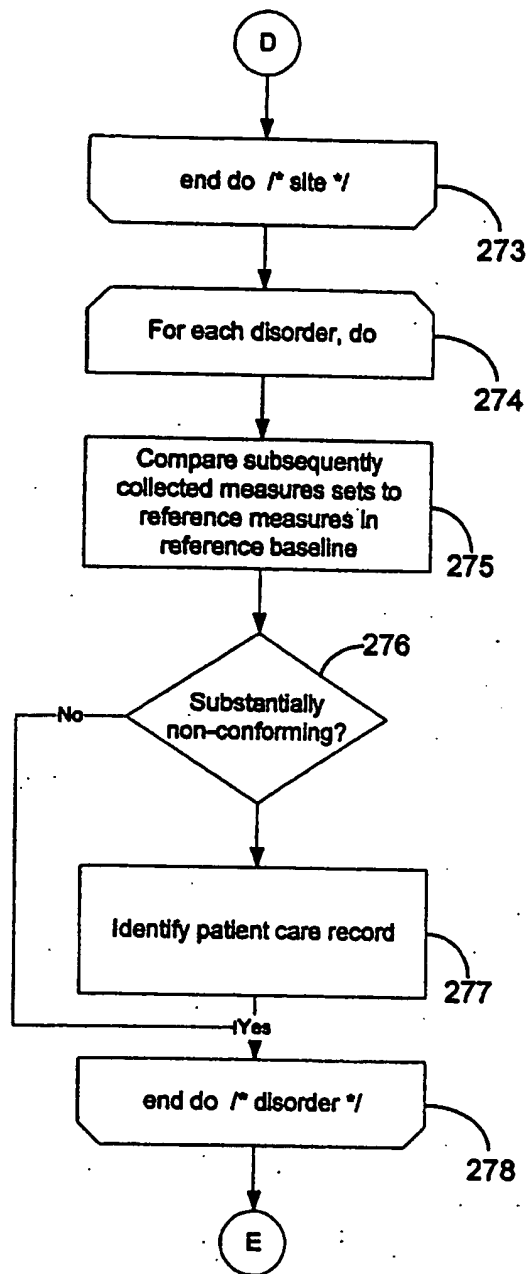 D
end do /* site */
273
For each disorder, do
274
Compare subsequently
collected measures sets to
reference measures in
reference baseline
275
276
Substantially
non-conforming?
No
Identify patient care record
277
Yes
end do /* disorder */
278
E